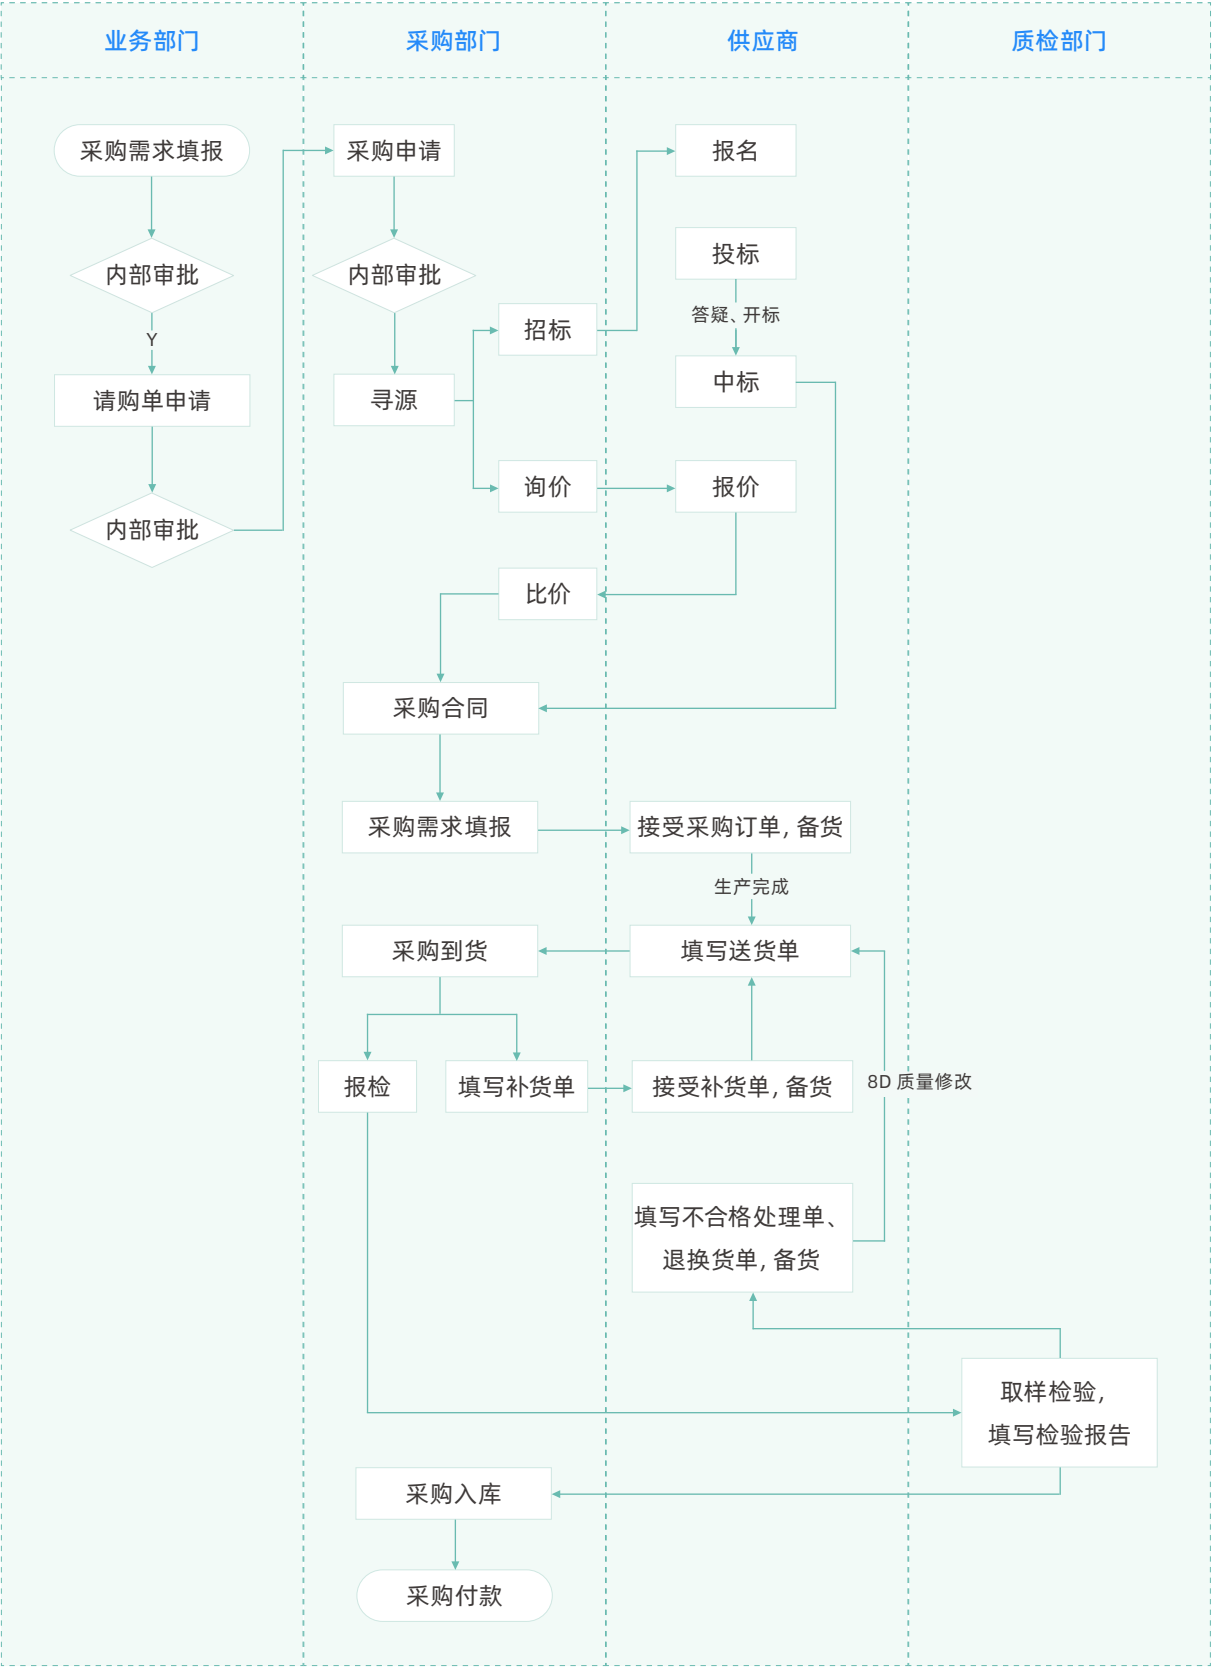 业务部门
采购部门
供应商
质检部门
采购需求填报
采购申请
报名
内部审批
内部审批
投标
招标
答疑、开标
Y
中标
请购单申请
寻源
询价
报价
内部审批
比价
采购合同
采购需求填报
接受采购订单, 备货
生产完成
采购到货
填写送货单
报检
填写补货单
接受补货单, 备货
8D 质量修改
填写不合格处理单、
退换货单, 备货
取样检验,
填写检验报告
采购入库
采购付款